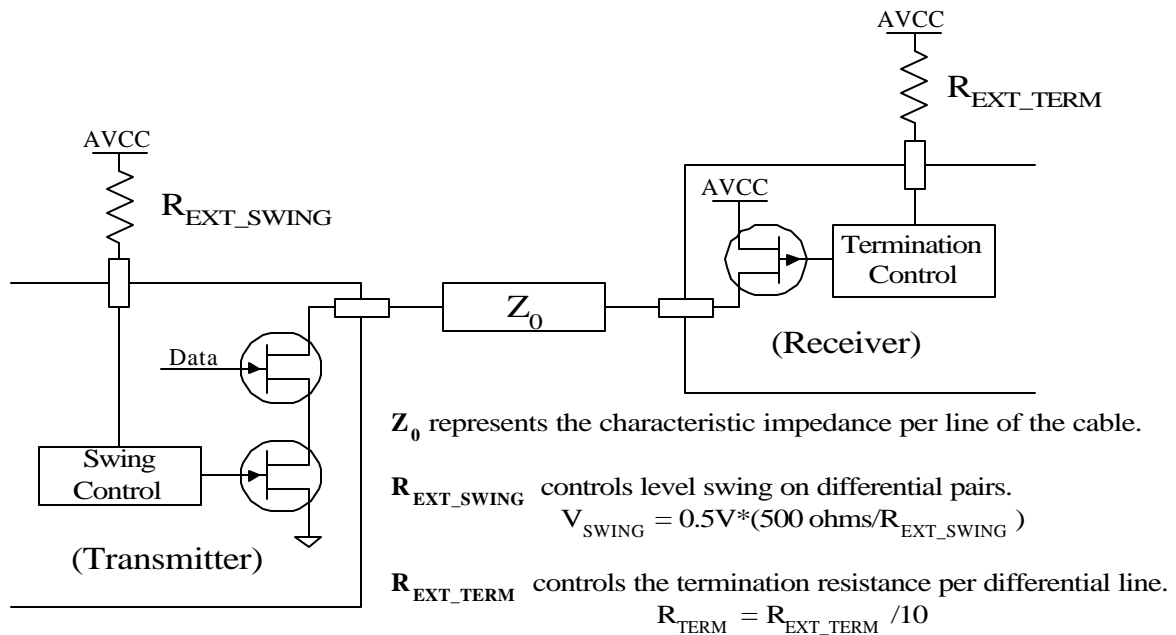 AVCC
R_EXT_TERM
AVCC
R_EXT_SWING
AVCC
Termination
Control
Z_0
(Receiver)
Data
Swing
Control
(Transmitter)
Z_0 represents the characteristic impedance per line of the cable.
R_EXT_SWING controls level swing on differential pairs.
V_SWING = 0.5V*(500 ohms/R_EXT_SWING )
R_EXT_TERM controls the termination resistance per differential line.
R_TERM = R_EXT_TERM /10